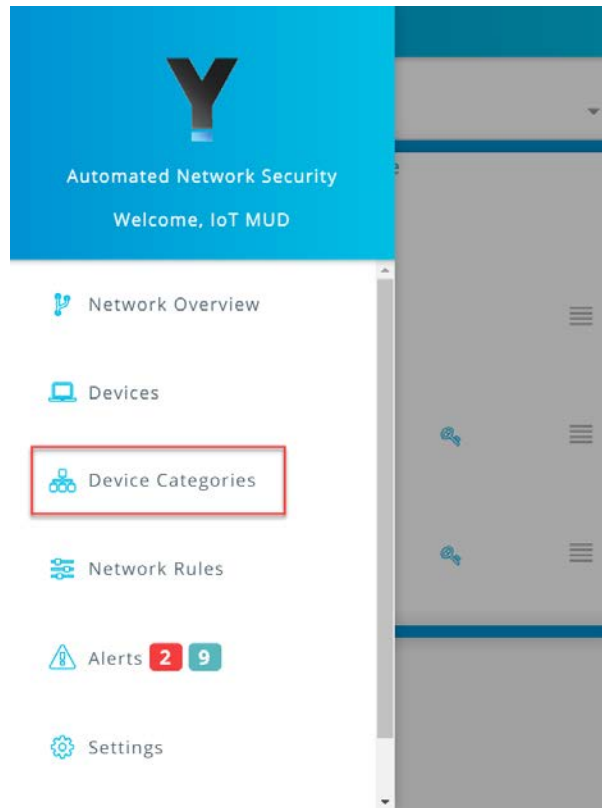 Y
Automated Network Security
Welcome, IoT MUD
Network Overview
Devices
Device Categories
Network Rules
Alerts 2 9
Settings